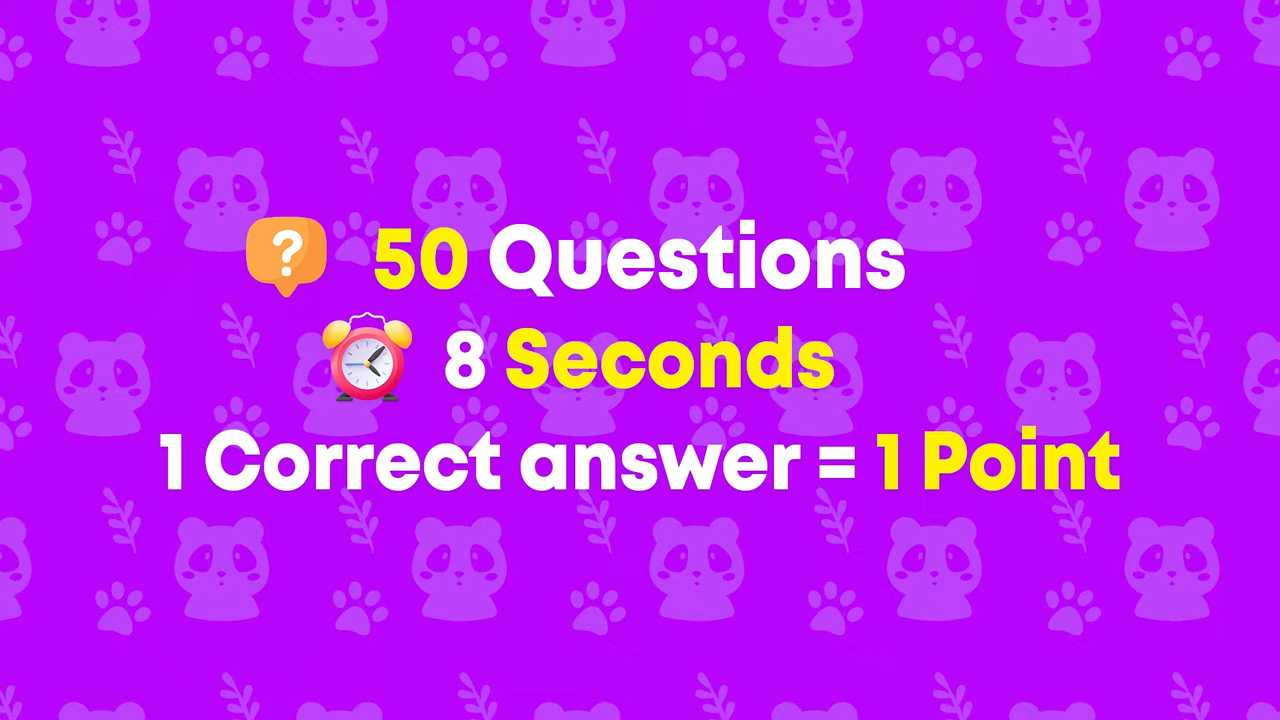 ? 50 Questions
8 Seconds
1 Correct answer = 1 Point